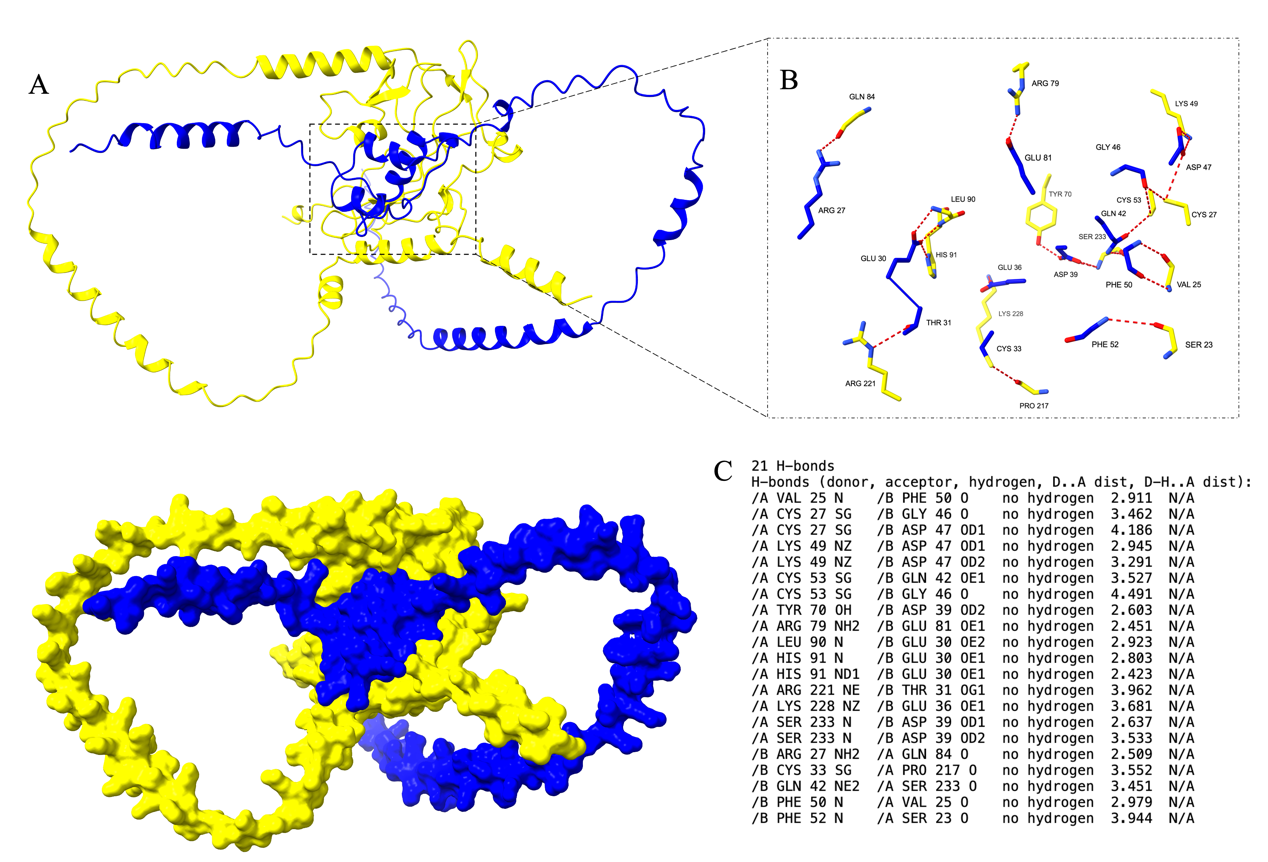 A
B
GLN 84
ARG 27
ARG 79
GLU 81
LYS 49
GLY 46
ASP 47
CYS 53
CYS 27
TYR 70
GLN 42
SER 233
ASP 39
PHE 50
VAL 25
LEU 90
GLU 30
HIS 91
GLU 36
LYS 228
THR 31
CYS 33
PHE 52
SER 23
ARG 221
PRO 217
C
21 H-bonds
H-bonds (donor, acceptor, hydrogen, D..A dist, D-H..A dist):
/A VAL 25 N /B PHE 50 O no hydrogen 2.911 N/A
/A CYS 27 SG /B GLY 46 O no hydrogen 3.462 N/A
/A CYS 27 SG /B ASP 47 OD1 no hydrogen 4.186 N/A
/A LYS 49 NZ /B ASP 47 OD1 no hydrogen 2.945 N/A
/A LYS 49 NZ /B ASP 47 OD2 no hydrogen 3.291 N/A
/A CYS 53 SG /B GLN 42 OE1 no hydrogen 3.527 N/A
/A CYS 53 SG /B GLY 46 O no hydrogen 4.491 N/A
/A TYR 70 OH /B ASP 39 OD2 no hydrogen 2.603 N/A
/A ARG 79 NH2 /B GLU 81 OE1 no hydrogen 2.451 N/A
/A LEU 90 N /B GLU 30 OE2 no hydrogen 2.923 N/A
/A HIS 91 N /B GLU 30 OE1 no hydrogen 2.803 N/A
/A HIS 91 ND1 /B GLU 30 OE1 no hydrogen 2.423 N/A
/A ARG 221 NE /B THR 31 OG1 no hydrogen 3.962 N/A
/A LYS 228 NZ /B GLU 36 OE1 no hydrogen 3.681 N/A
/A SER 233 N /B ASP 39 OD1 no hydrogen 2.637 N/A
/A SER 233 N /B ASP 39 OD2 no hydrogen 3.533 N/A
/B ARG 27 NH2 /A GLN 84 O no hydrogen 2.509 N/A
/B CYS 33 SG /A PRO 217 O no hydrogen 3.552 N/A
/B GLN 42 NE2 /A SER 233 O no hydrogen 3.451 N/A
/B PHE 50 N /A VAL 25 O no hydrogen 2.979 N/A
/B PHE 52 N /A SER 23 O no hydrogen 3.944 N/A